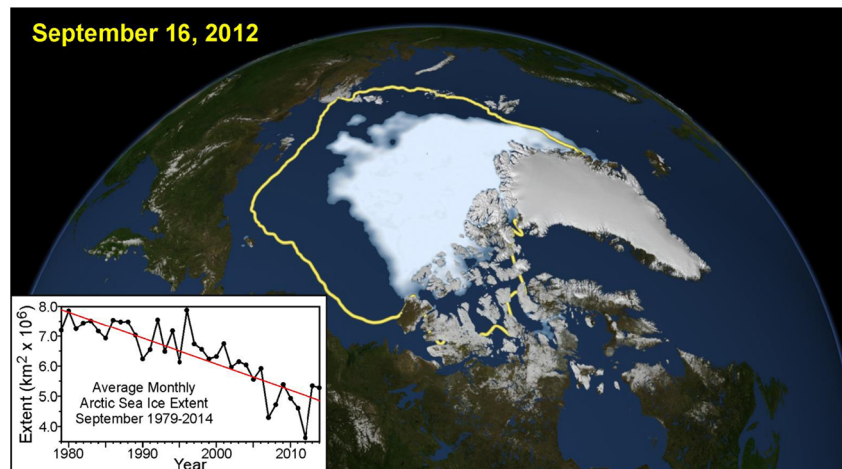 September 16, 2012
8.0
7.0
6.0
5.0
4.0
Extent (km² x 10⁶)
Average Monthly
Arctic Sea Ice Extent
September 1979-2014
1980 1990 2000 2010
Year